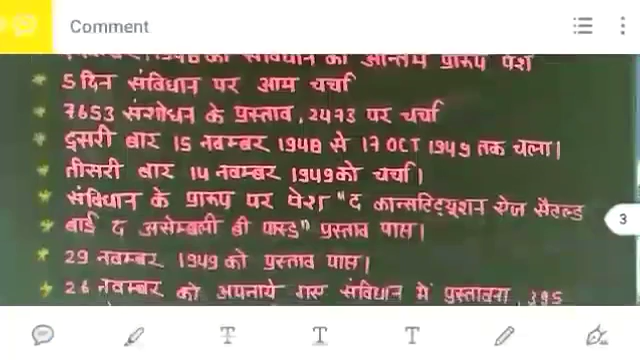 Comment
1948 को संविधान का अन्तिम प्रारूप पेश
* 5 दिन संविधान पर आम चर्चा
* 7653 संशोधन के प्रस्ताव, 2473 पर चर्चा
* दूसरी बार 15 नवम्बर 1948 से 17 OCT 1949 तक चला।
* तीसरी बार 14 नवम्बर 1949 को चर्चा।
* संविधान के प्रारूप पर पेश "द कान्सटिट्यूशन ऐज सैटल्ड
* बाई द असेम्बली बी पास्ड" प्रस्ताव पास।
* 29 नवम्बर 1949 को प्रस्ताव पास।
* 26 नवम्बर को अपनाये गए संविधान में प्रस्तावना, 395
3
T T T